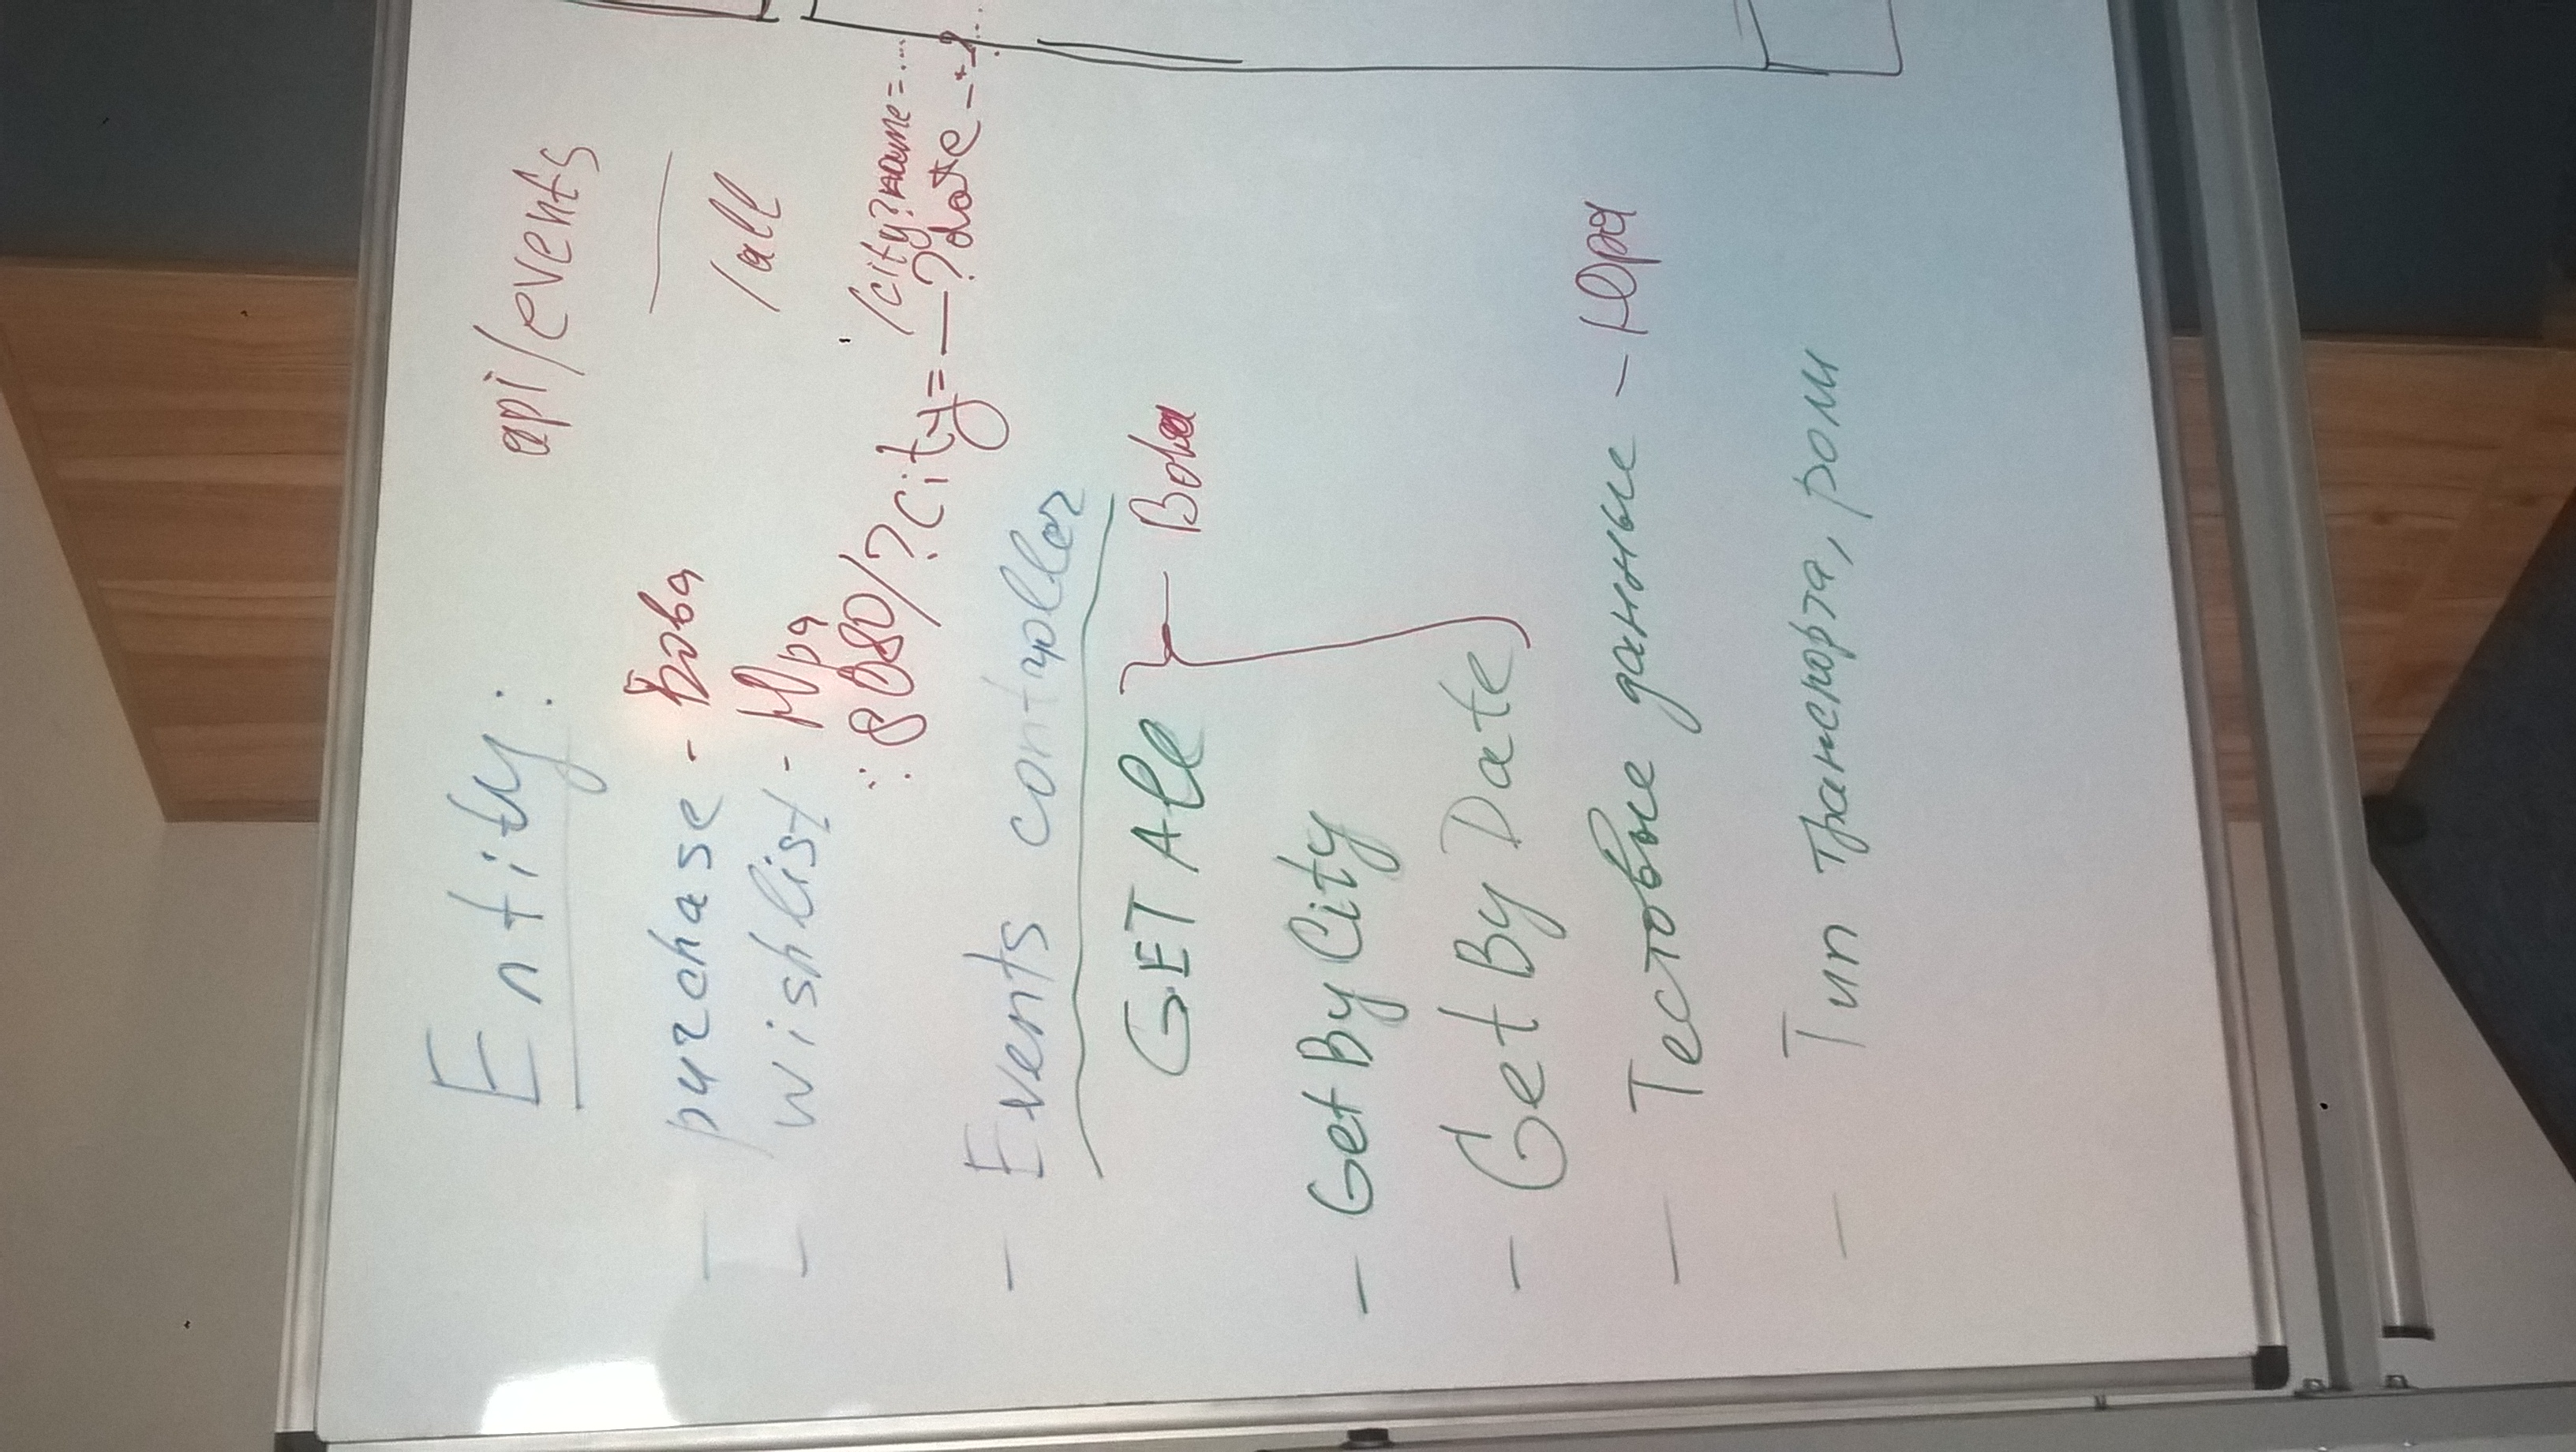 Entity:
api/events
- purchase - Вова
/all
- wishlist - Юра
/city?name=...
:8080/?city=—?date
- Events controller
GET All
Вова
- Get By City
- Get By Date
- Тестовые данные - Юра
- Тип транспорта, роли